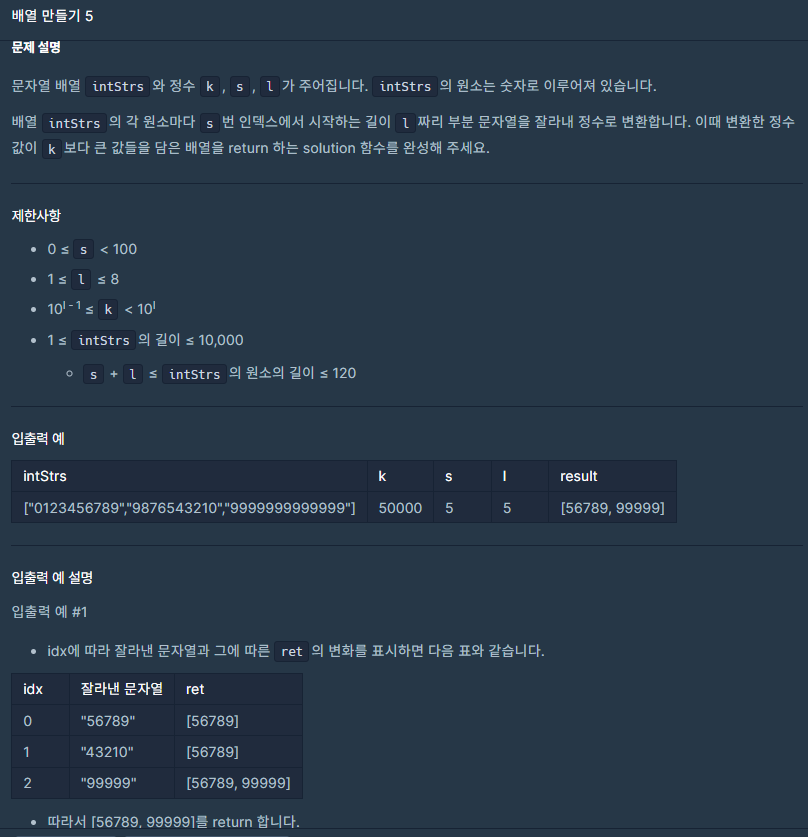 배열 만들기 5
문제 설명
문자열 배열 intStrs 와 정수 k , s , l 가 주어집니다. intStrs 의 원소는 숫자로 이루어져 있습니다.
배열 intStrs 의 각 원소마다 s 번 인덱스에서 시작하는 길이 l 짜리 부분 문자열을 잘라내 정수로 변환합니다. 이때 변환한 정수
값이 k 보다 큰 값들을 담은 배열을 return 하는 solution 함수를 완성해 주세요.
제한사항
• 0 ≤ s < 100
• 1 ≤ l ≤ 8
• 10^(l - 1) ≤ k < 10^l
• 1 ≤ intStrs 의 길이 ≤ 10,000
◦ s + l ≤ intStrs 의 원소의 길이 ≤ 120
입출력 예
intStrs k s l result
["0123456789","9876543210","9999999999999"] 50000 5 5 [56789, 99999]
입출력 예 설명
입출력 예 #1
• idx에 따라 잘라낸 문자열과 그에 따른 ret 의 변화를 표시하면 다음 표와 같습니다.
idx 잘라낸 문자열 ret
0 "56789" [56789]
1 "43210" [56789]
2 "99999" [56789, 99999]
• 따라서 [56789, 99999]를 return 합니다.